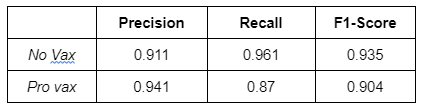 Precision Recall F1-Score
No Vax 0.911 0.961 0.935
Pro vax 0.941 0.87 0.904